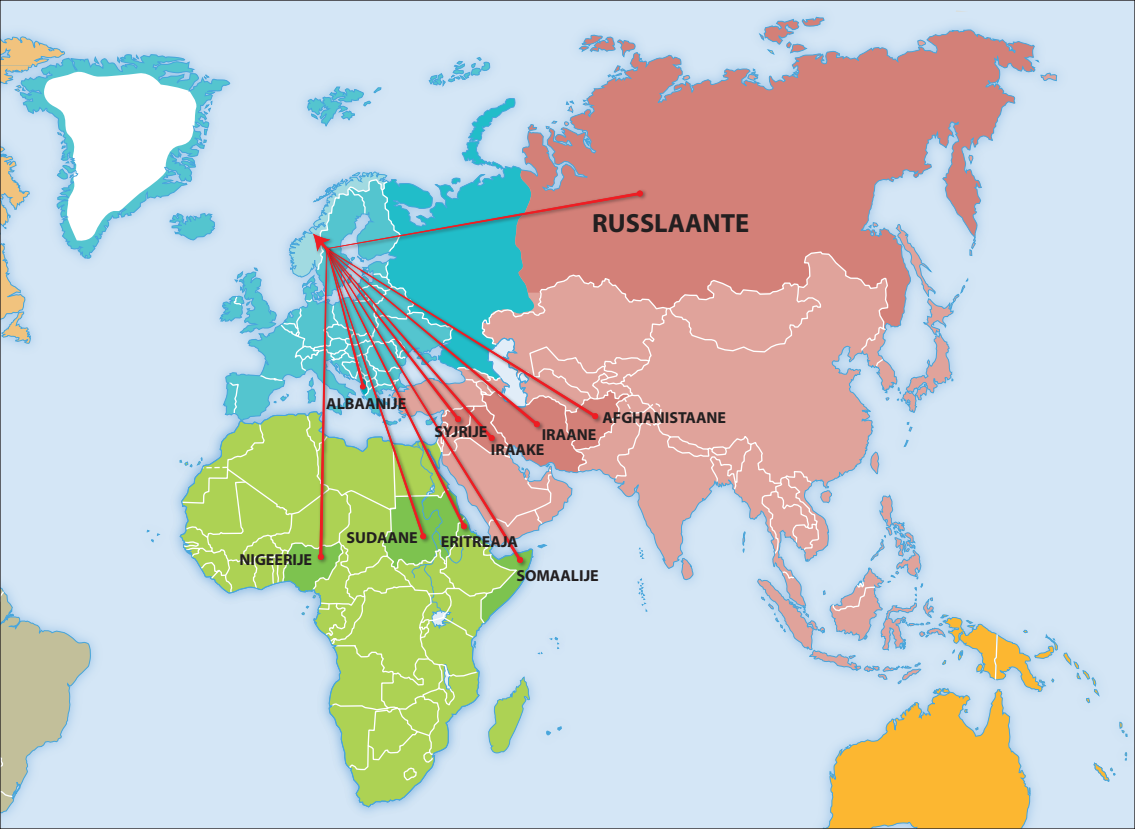 RUSSLAANTE
ALBAANIJE
AFGHANISTAANE
SYJRIJE
IRAANE
IRAAKE
SUDAANE
ERITREAJA
NIGEERIJE
SOMAALIJE